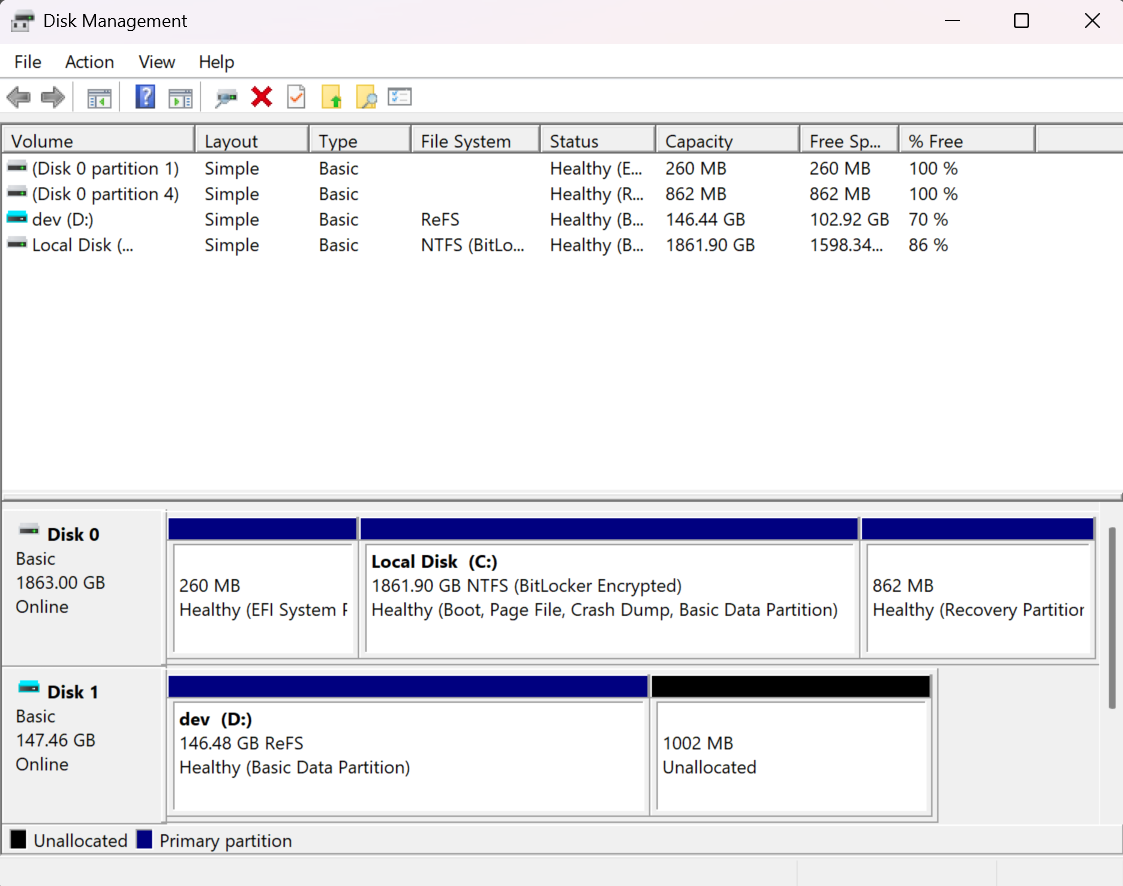 Disk Management
File Action View Help
?
Volume Layout Type File System Status Capacity Free Sp... % Free
(Disk 0 partition 1) Simple Basic Healthy (E... 260 MB 260 MB 100 %
(Disk 0 partition 4) Simple Basic Healthy (R... 862 MB 862 MB 100 %
dev (D:) Simple Basic ReFS Healthy (B... 146.44 GB 102.92 GB 70 %
Local Disk (... Simple Basic NTFS (BitLo... Healthy (B... 1861.90 GB 1598.34... 86 %
Disk 0
Basic
1863.00 GB
Online
260 MB
Healthy (EFI System P
Local Disk (C:)
1861.90 GB NTFS (BitLocker Encrypted)
Healthy (Boot, Page File, Crash Dump, Basic Data Partition)
862 MB
Healthy (Recovery Partition
Disk 1
Basic
147.46 GB
Online
dev (D:)
146.48 GB ReFS
Healthy (Basic Data Partition)
1002 MB
Unallocated
Unallocated Primary partition